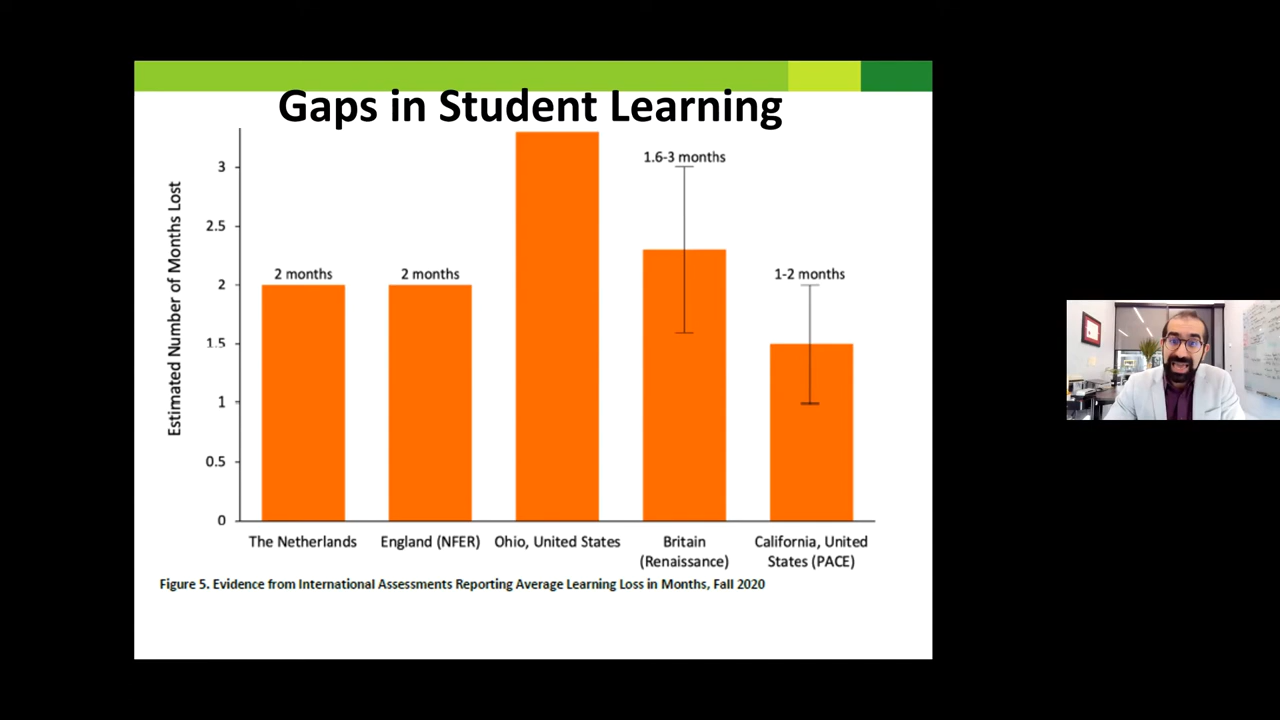 Gaps in Student Learning
Estimated Number of Months Lost
3
2.5
2
1.5
1
0.5
0
1.6-3 months
2 months
2 months
1-2 months
The Netherlands
England (NFER)
Ohio, United States
Britain
(Renaissance)
California, United
States (PACE)
Figure 5. Evidence from International Assessments Reporting Average Learning Loss in Months, Fall 2020